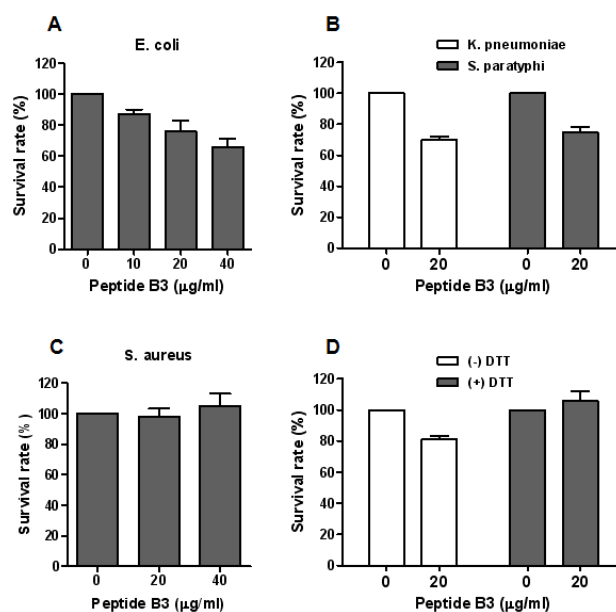 A
E. coli
Survival rate (%)
120
100
80
60
40
20
0
0 10 20 40
Peptide B3 (μg/ml)
B
K. pneumoniae
S. paratyphi
Survival rate (%)
120
100
80
60
40
20
0
0 20 0 20
Peptide B3 (μg/ml)
C
S. aureus
Survival rate (%)
120
100
80
60
40
20
0
0 20 40
Peptide B3 (μg/ml)
D
(-) DTT
(+) DTT
Survival rate (%)
120
100
80
60
40
20
0
0 20 0 20
Peptide B3 (μg/ml)